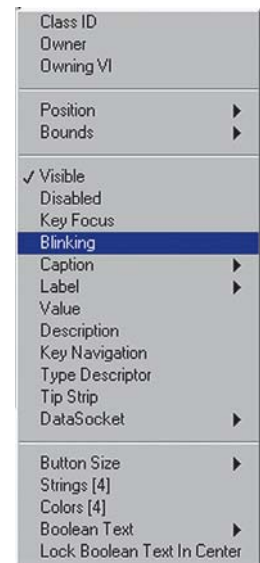 Class ID
Owner
Owning VI
Position
Bounds
✓ Visible
Disabled
Key Focus
Blinking
Caption
Label
Value
Description
Key Navigation
Type Descriptor
Tip Strip
DataSocket
Button Size
Strings [4]
Colors [4]
Boolean Text
Lock Boolean Text In Center